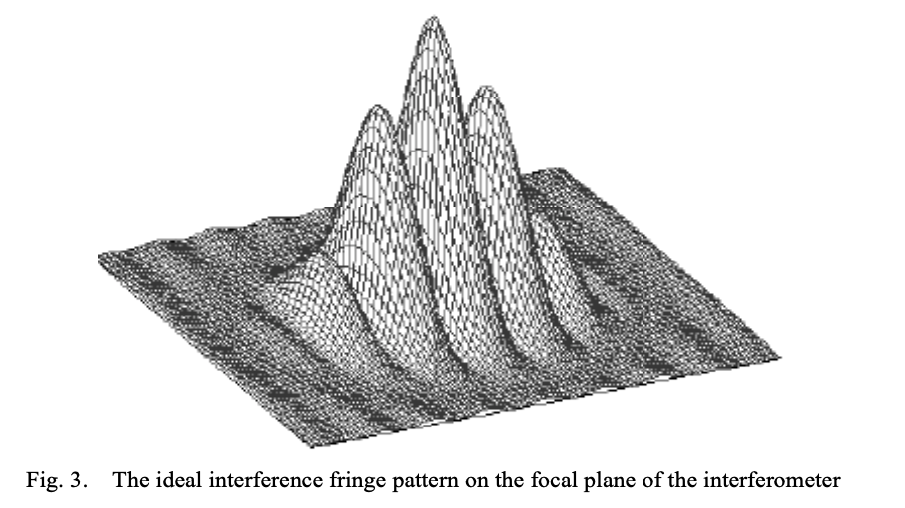 Fig. 3. The ideal interference fringe pattern on the focal plane of the interferometer